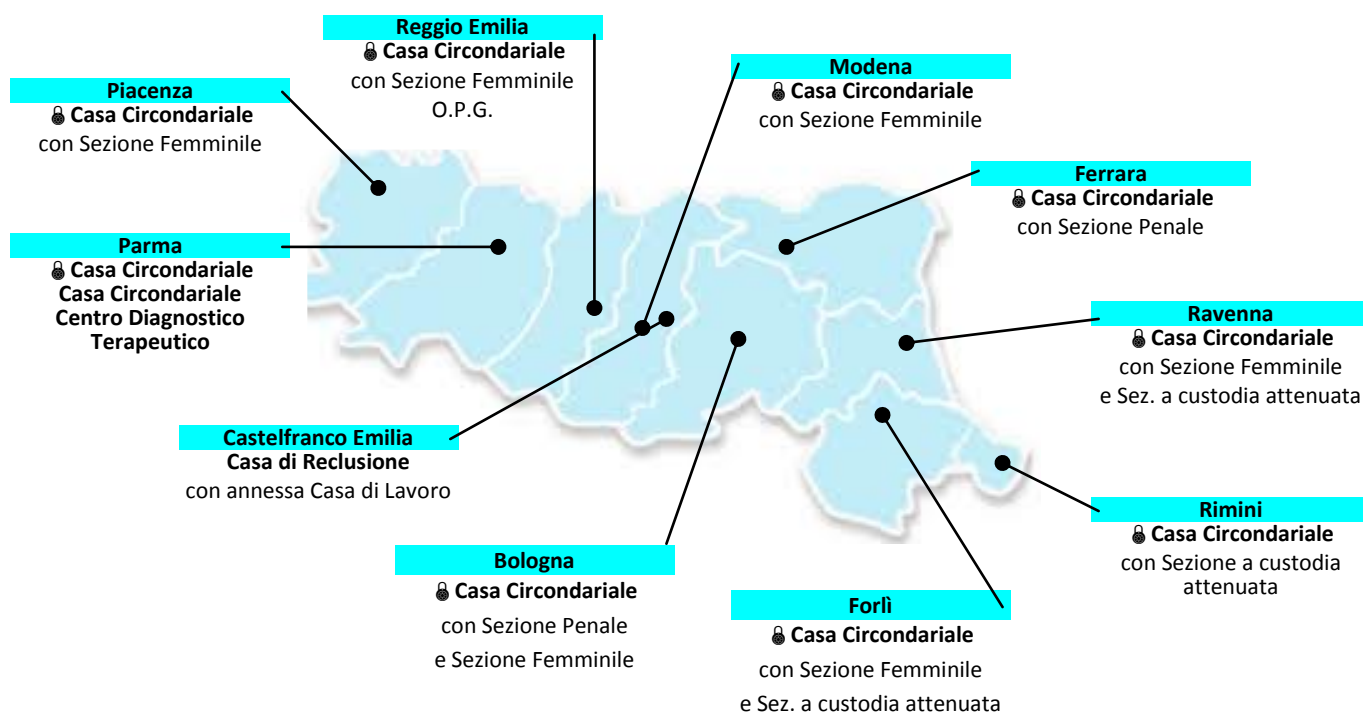 Reggio Emilia
Casa Circondariale
con Sezione Femminile
O.P.G.
Modena
Casa Circondariale
con Sezione Femminile
Piacenza
Casa Circondariale
con Sezione Femminile
Ferrara
Casa Circondariale
con Sezione Penale
Parma
Casa Circondariale
Casa Circondariale
Centro Diagnostico
Terapeutico
Ravenna
Casa Circondariale
con Sezione Femminile
e Sez. a custodia attenuata
Castelfranco Emilia
Casa di Reclusione
con annessa Casa di Lavoro
Rimini
Casa Circondariale
con Sezione a custodia
attenuata
Bologna
Casa Circondariale
con Sezione Penale
e Sezione Femminile
Forlì
Casa Circondariale
con Sezione Femminile
e Sez. a custodia attenuata